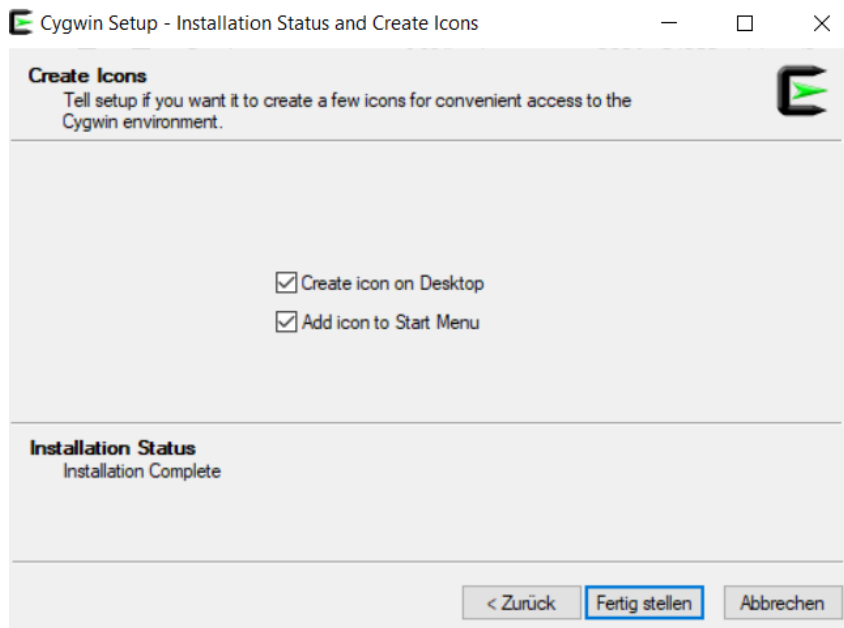 Cygwin Setup - Installation Status and Create Icons
Create Icons
Tell setup if you want it to create a few icons for convenient access to the
Cygwin environment.
Create icon on Desktop
Add icon to Start Menu
Installation Status
Installation Complete
< Zurück Fertig stellen Abbrechen